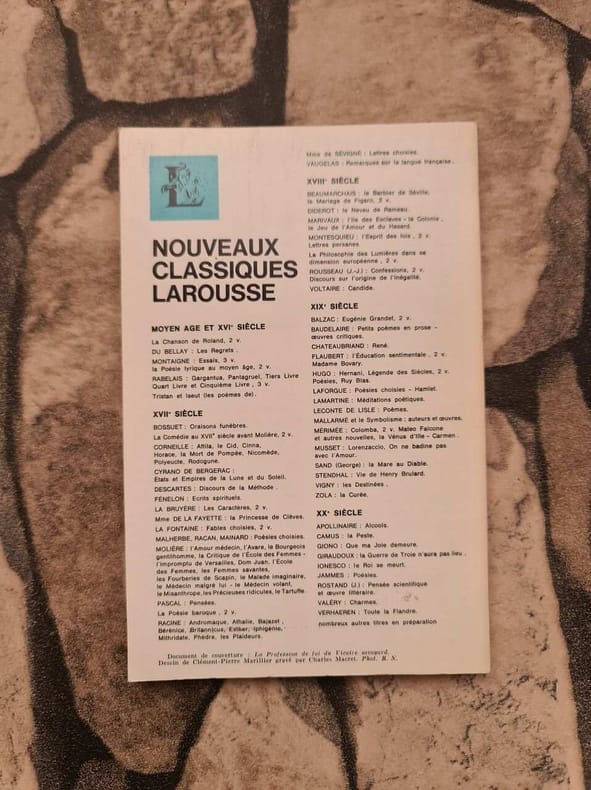 L
NOUVEAUX
CLASSIQUES
LAROUSSE
MOYEN AGE ET XVIᵉ SIÈCLE
La Chanson de Roland, 2 v.
DU BELLAY : Les Regrets .
MONTAIGNE : Essais, 3 v.
la Poésie lyrique au moyen âge, 2 v.
RABELAIS : Gargantua, Pantagruel, Tiers Livre
Quart Livre et Cinquième Livre , 3 v.
Tristan et Iseut (les poèmes de).
XVIIᵉ SIÈCLE
BOSSUET : Oraisons funèbres.
La Comédie au XVIIᵉ siècle avant Molière, 2 v.
CORNEILLE : Attila, le Cid, Cinna,
Horace, la Mort de Pompée, Nicomède,
Polyeucte, Rodogune.
CYRANO DE BERGERAC :
États et Empires de la Lune et du Soleil.
DESCARTES : Discours de la Méthode .
FÉNELON : Ecrits spirituels.
LA BRUYÈRE : Les Caractères, 2 v.
Mme DE LA FAYETTE : la Princesse de Clèves.
LA FONTAINE : Fables choisies, 2 v.
MALHERBE, RACAN, MAINARD : Poésies choisies.
MOLIÈRE : l'Amour médecin, l'Avare, le Bourgeois
gentilhomme, la Critique de l'École des Femmes -
l'Impromptu de Versailles, Dom Juan, l'École
des Femmes, les Femmes savantes,
les Fourberies de Scapin, le Malade imaginaire,
le Médecin malgré lui - le Médecin volant,
le Misanthrope, les Précieuses ridicules, le Tartuffe.
PASCAL : Pensées.
La Poésie baroque , 2 v.
RACINE : Andromaque, Athalie, Bajazet ,
Bérénice, Britannicus, Esther, Iphigénie,
Mithridate, Phèdre, les Plaideurs.
Mme de SÉVIGNÉ : Lettres choisies.
VAUGELAS : Remarques sur la langue française .
XVIIIᵉ SIÈCLE
BEAUMARCHAIS : le Barbier de Séville,
le Mariage de Figaro, 2 v.
DIDEROT : le Neveu de Rameau.
MARIVAUX : l'Ile des Esclaves - la Colonie ,
le Jeu de l'Amour et du Hasard.
MONTESQUIEU : l'Esprit des lois , 2 v.
Lettres persanes.
La Philosophie des Lumières dans se
dimension européenne , 2 v.
ROUSSEAU (J.-J.) : Confessions, 2 v.
Discours sur l'origine de l'inégalité.
VOLTAIRE : Candide.
XIXᵉ SIÈCLE
BALZAC : Eugénie Grandet, 2 v.
BAUDELAIRE : Petits poèmes en prose -
œuvres critiques.
CHATEAUBRIAND : René.
FLAUBERT : l'Éducation sentimentale , 2 v.
Madame Bovary.
HUGO : Hernani, Légende des Siècles, 2 v.
Poésies, Ruy Blas.
LAFORGUE : Poésies choisies - Hamlet.
LAMARTINE : Méditations poétiques.
LECONTE DE LISLE : Poèmes.
MALLARMÉ et le Symbolisme : auteurs et œuvres.
MÉRIMÉE : Colomba, 2 v. Mateo Falcone
et autres nouvelles, la Vénus d'Ille - Carmen .
MUSSET : Lorenzaccio, On ne badine pas
avec l'Amour.
SAND (George) : la Mare au Diable.
STENDHAL : Vie de Henry Brulard.
VIGNY : les Destinées .
ZOLA : la Curée.
XXᵉ SIÈCLE
APOLLINAIRE : Alcools.
CAMUS : la Peste.
GIONO : Que ma Joie demeure.
GIRAUDOUX : la Guerre de Troie n'aura pas lieu .
IONESCO : le Roi se meurt.
JAMMES : Poésies.
ROSTAND (J.) : Pensée scientifique
et œuvre littéraire.
VALÉRY : Charmes.
VERHAEREN : Toute la Flandre.
nombreux autres titres en préparation
Document de couverture : La Profession de foi du Vicaire savoyard.
Dessin de Clément-Pierre Marillier gravé par Charles Macret. Phot. B. N.